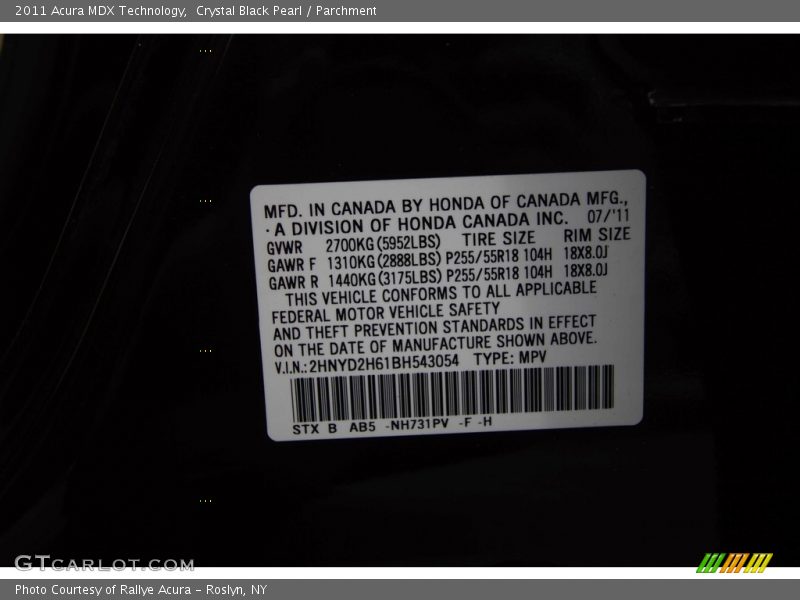 2011 Acura MDX Technology,  Crystal Black Pearl / Parchment
MFD. IN CANADA BY HONDA OF CANADA MFG.,
· A DIVISION OF HONDA CANADA INC.   07/'11
GVWR   2700KG(5952LBS)   TIRE SIZE   RIM SIZE
GAWR F  1310KG(2888LBS) P255/55R18 104H  18X8.0J
GAWR R  1440KG(3175LBS) P255/55R18 104H  18X8.0J
THIS VEHICLE CONFORMS TO ALL APPLICABLE
FEDERAL MOTOR VEHICLE SAFETY
AND THEFT PREVENTION STANDARDS IN EFFECT
ON THE DATE OF MANUFACTURE SHOWN ABOVE.
V.I.N.:2HNYD2H61BH543054  TYPE: MPV
STX  B  AB5  -NH731PV  -F -H
GTCARLOT.COM
Photo Courtesy of Rallye Acura – Roslyn, NY